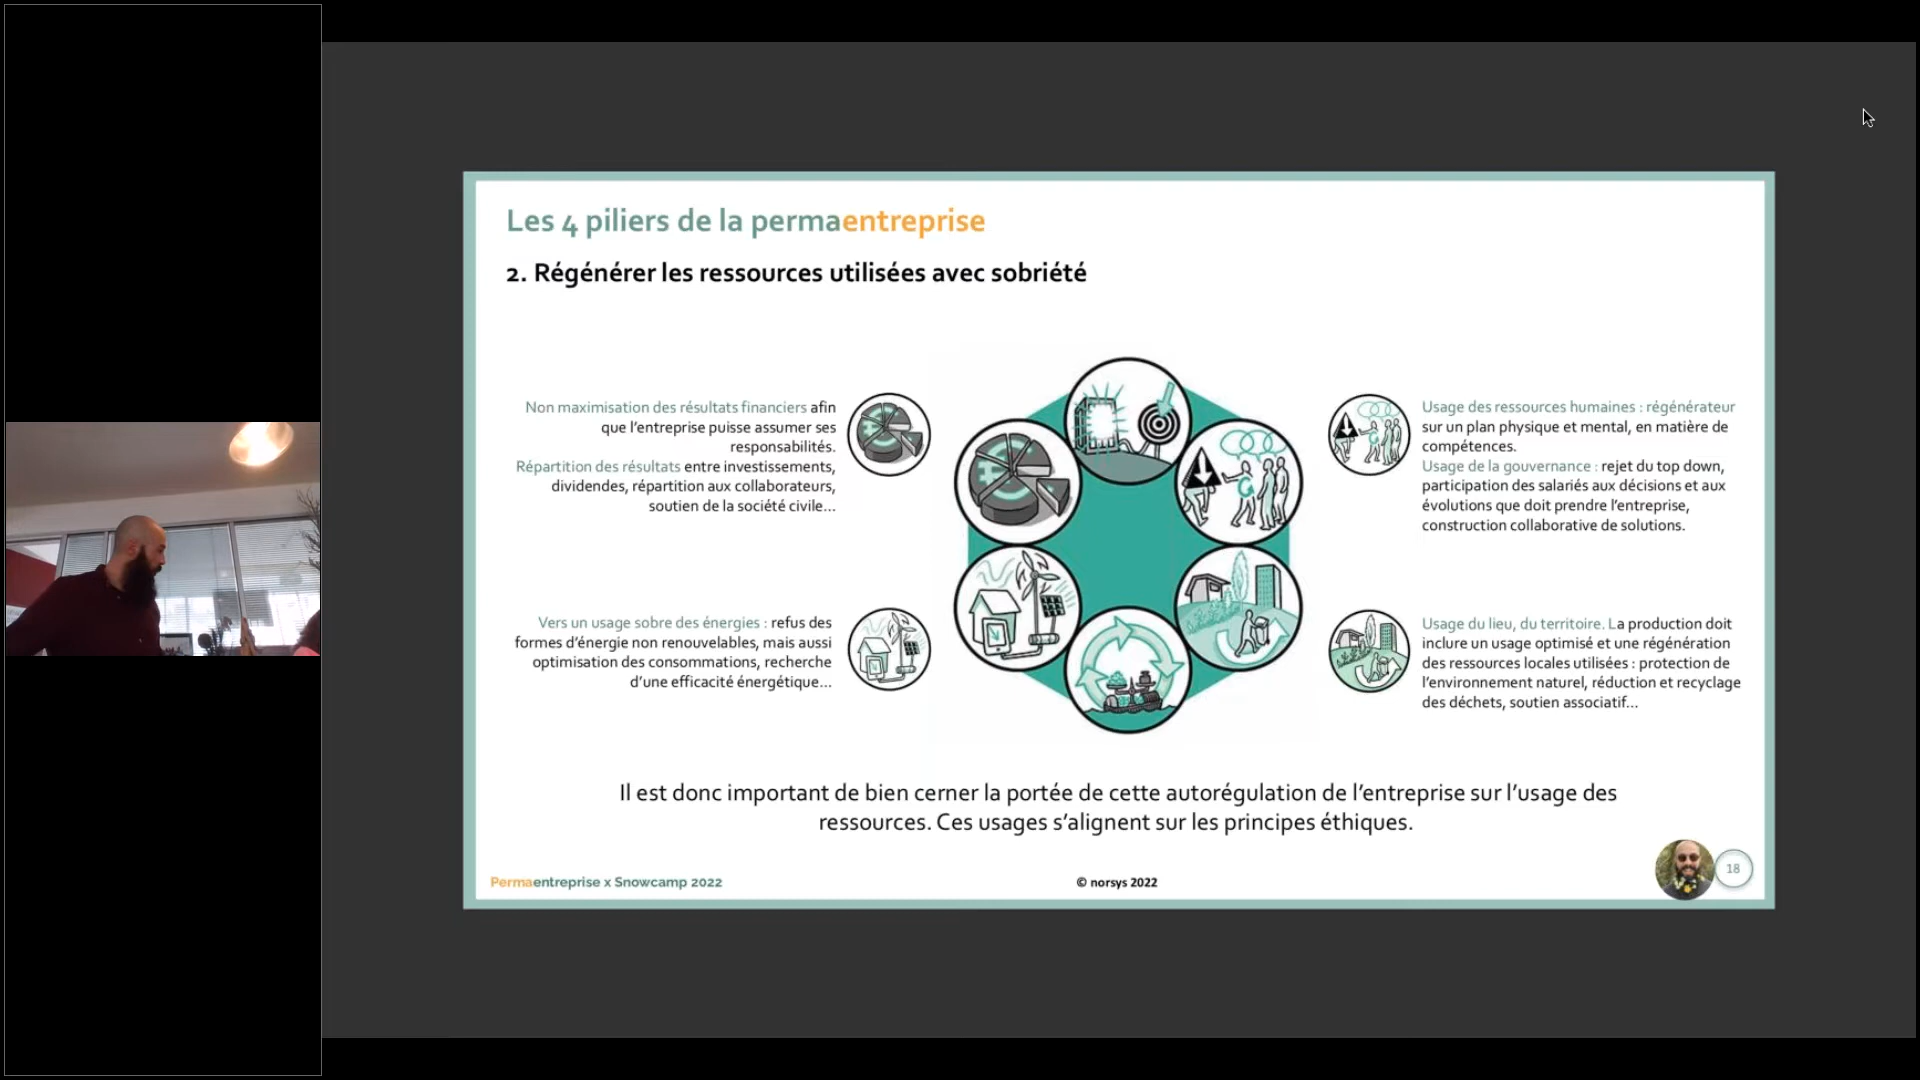 Les 4 piliers de la permaentreprise
2. Régénérer les ressources utilisées avec sobriété
Non maximisation des résultats financiers afin
que l’entreprise puisse assumer ses
responsabilités.
Répartition des résultats entre investissements,
dividendes, répartition aux collaborateurs,
soutien de la société civile...
Usage des ressources humaines : régénérateur
sur un plan physique et mental, en matière de
compétences.
Usage de la gouvernance : rejet du top down,
participation des salariés aux décisions et aux
évolutions que doit prendre l’entreprise,
construction collaborative de solutions.
Vers un usage sobre des énergies : refus des
formes d’énergie non renouvelables, mais aussi
optimisation des consommations, recherche
d’une efficacité énergétique...
Usage du lieu, du territoire. La production doit
inclure un usage optimisé et une régénération
des ressources locales utilisées : protection de
l’environnement naturel, réduction et recyclage
des déchets, soutien associatif...
Il est donc important de bien cerner la portée de cette autorégulation de l’entreprise sur l’usage des
ressources. Ces usages s’alignent sur les principes éthiques.
Permaentreprise x Snowcamp 2022
© norsys 2022
18